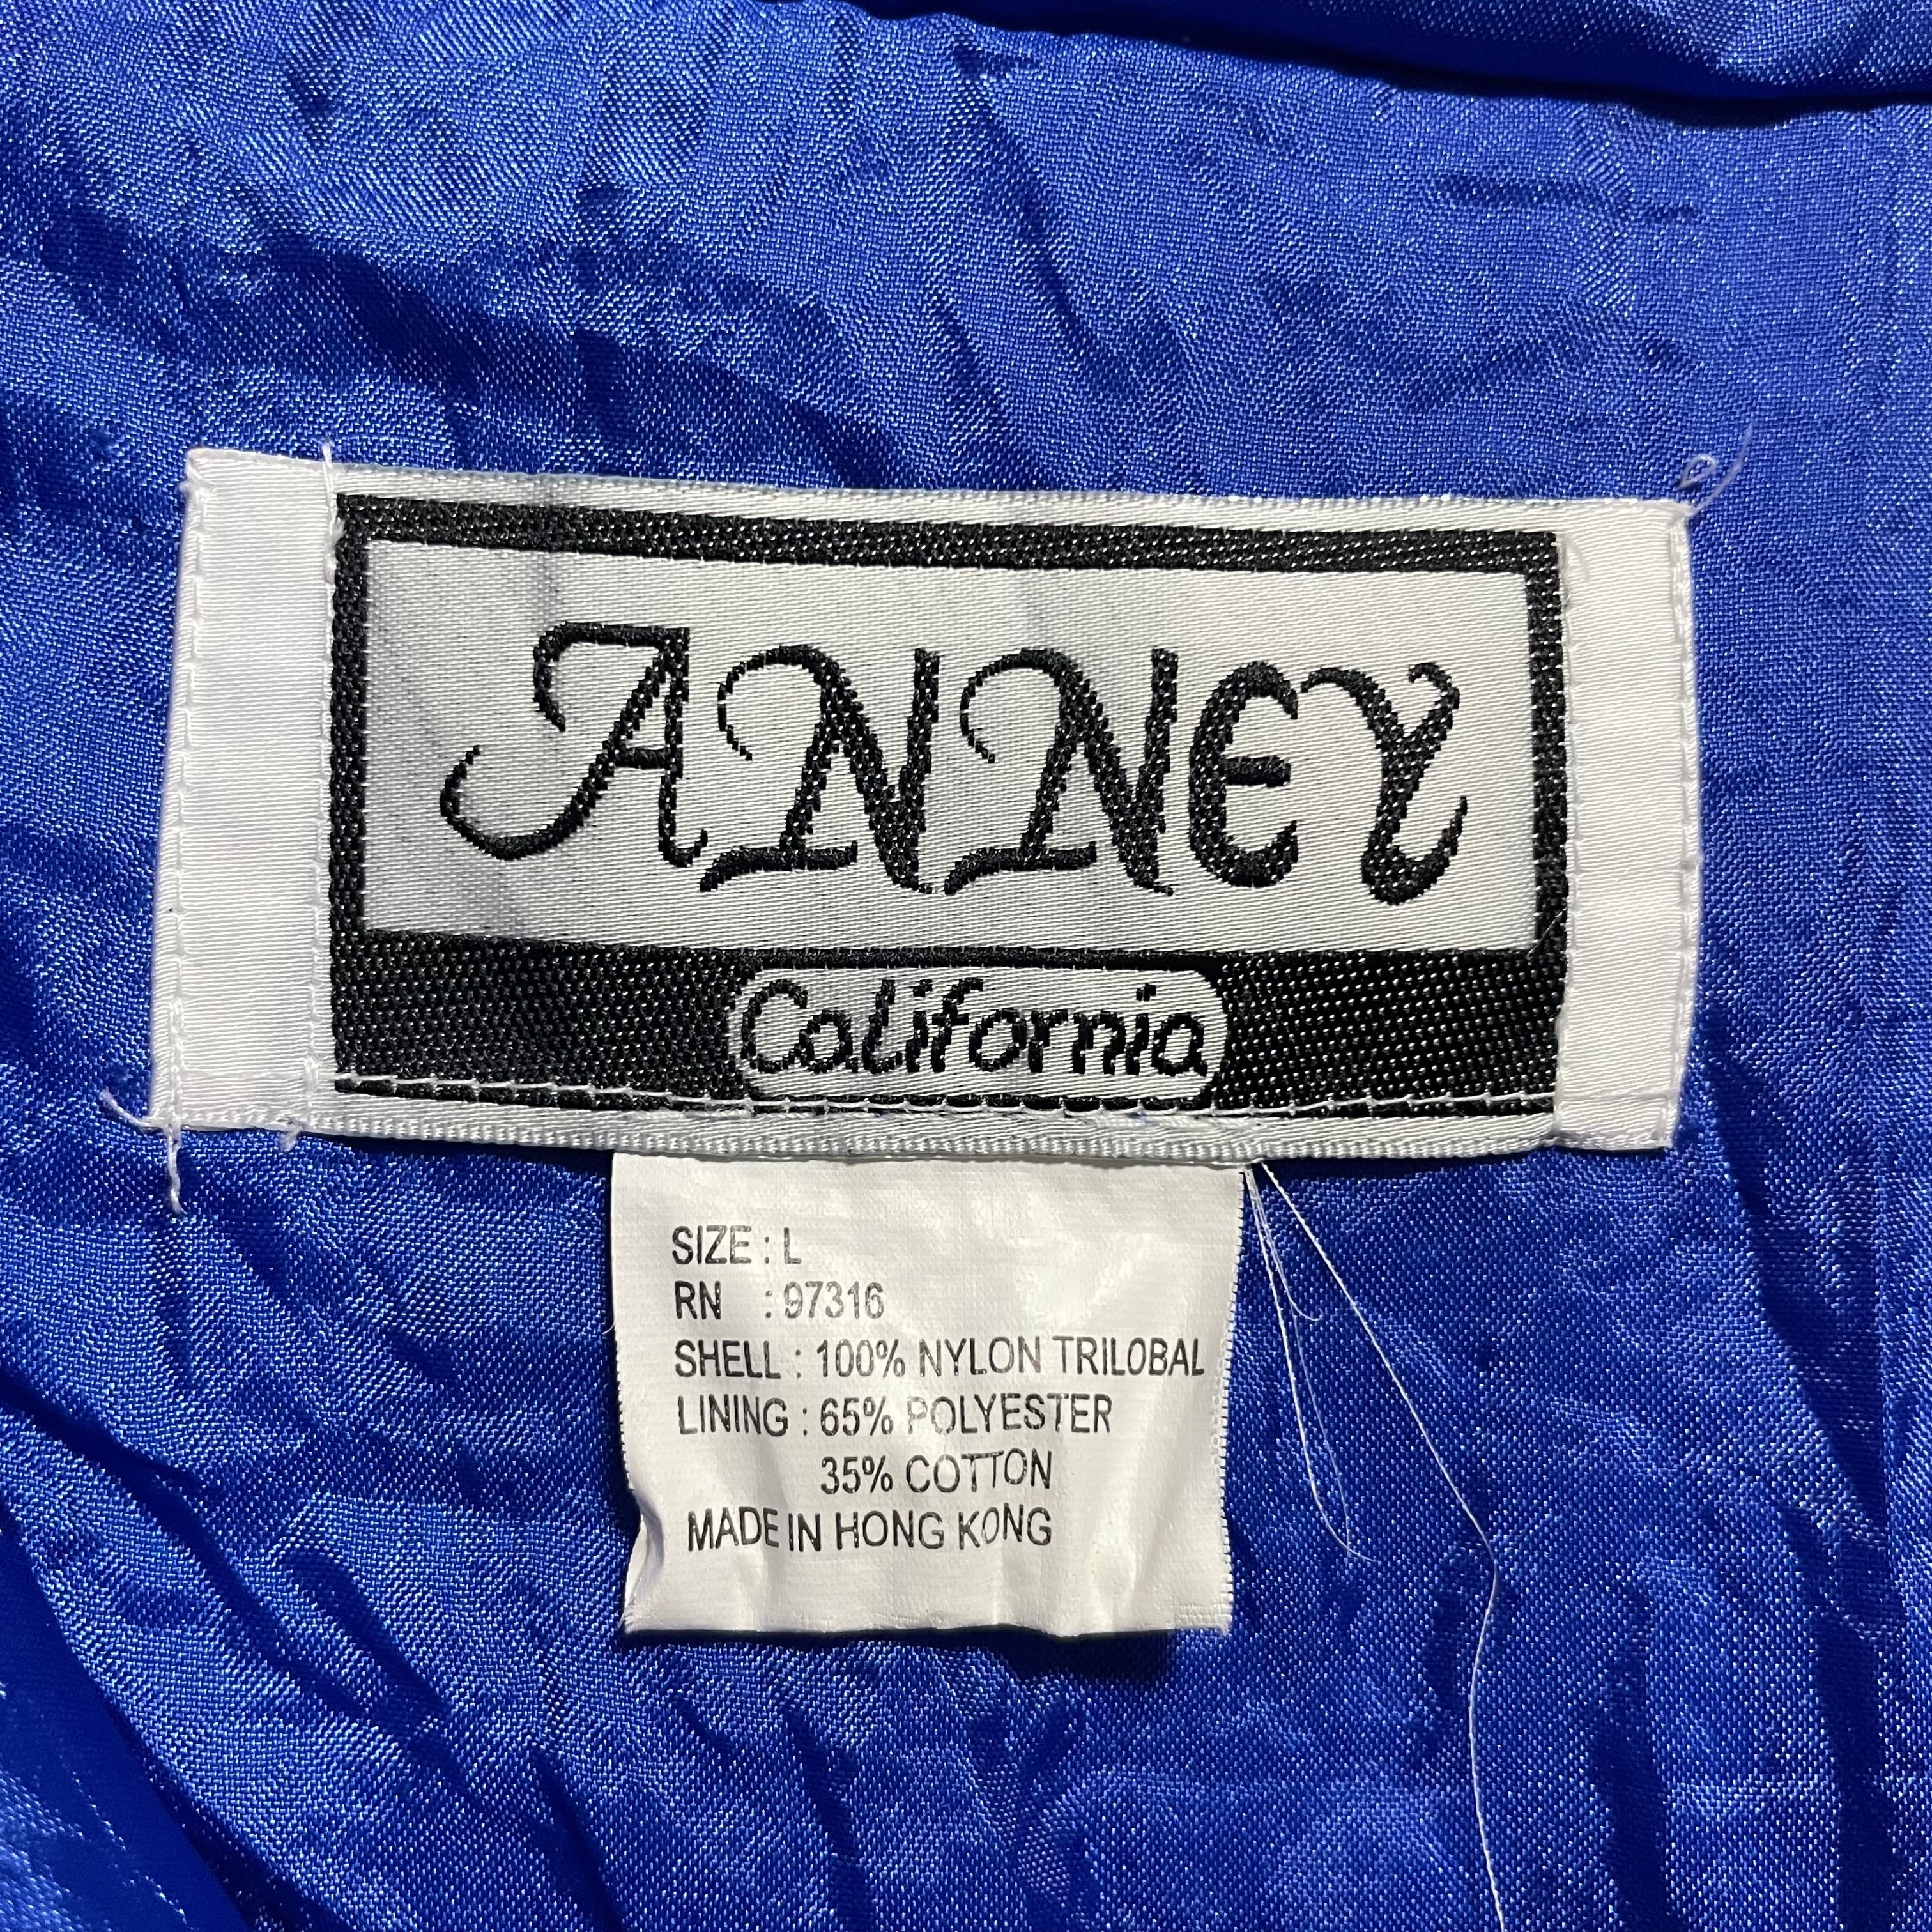 ANNEY
California
SIZE : L
RN : 97316
SHELL : 100% NYLON TRILOBAL
LINING : 65% POLYESTER
35% COTTON
MADE IN HONG KONG